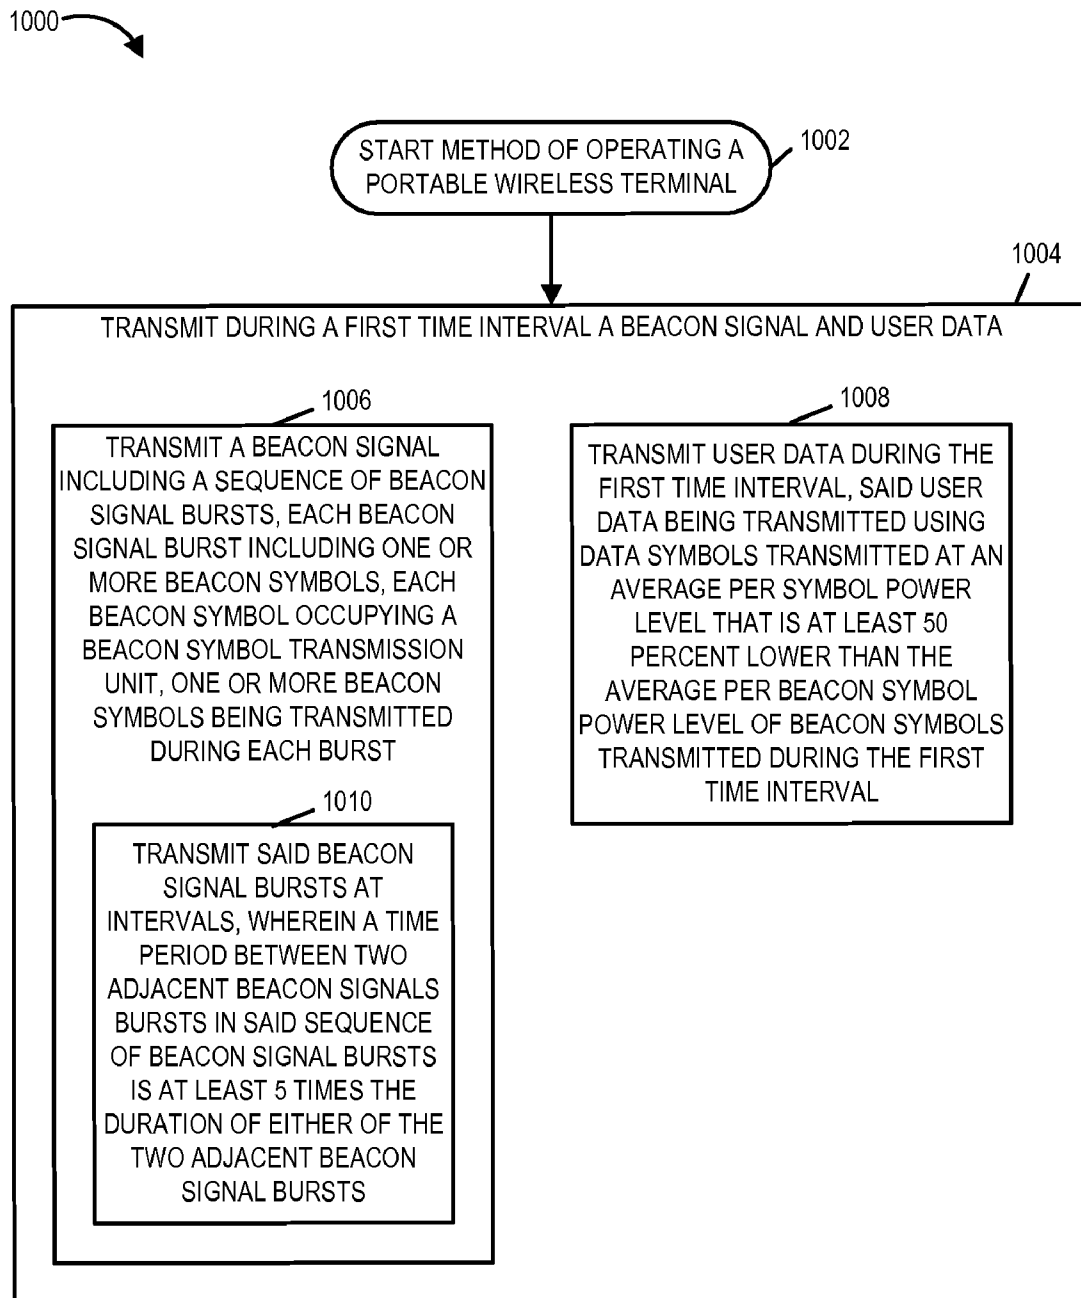 1000
START METHOD OF OPERATING A
PORTABLE WIRELESS TERMINAL
1002
1004
TRANSMIT DURING A FIRST TIME INTERVAL A BEACON SIGNAL AND USER DATA
1006
TRANSMIT A BEACON SIGNAL
INCLUDING A SEQUENCE OF BEACON
SIGNAL BURSTS, EACH BEACON
SIGNAL BURST INCLUDING ONE OR
MORE BEACON SYMBOLS, EACH
BEACON SYMBOL OCCUPYING A
BEACON SYMBOL TRANSMISSION
UNIT, ONE OR MORE BEACON
SYMBOLS BEING TRANSMITTED
DURING EACH BURST
1010
TRANSMIT SAID BEACON
SIGNAL BURSTS AT
INTERVALS, WHEREIN A TIME
PERIOD BETWEEN TWO
ADJACENT BEACON SIGNALS
BURSTS IN SAID SEQUENCE
OF BEACON SIGNAL BURSTS
IS AT LEAST 5 TIMES THE
DURATION OF EITHER OF THE
TWO ADJACENT BEACON
SIGNAL BURSTS
1008
TRANSMIT USER DATA DURING THE
FIRST TIME INTERVAL, SAID USER
DATA BEING TRANSMITTED USING
DATA SYMBOLS TRANSMITTED AT AN
AVERAGE PER SYMBOL POWER
LEVEL THAT IS AT LEAST 50
PERCENT LOWER THAN THE
AVERAGE PER BEACON SYMBOL
POWER LEVEL OF BEACON SYMBOLS
TRANSMITTED DURING THE FIRST
TIME INTERVAL